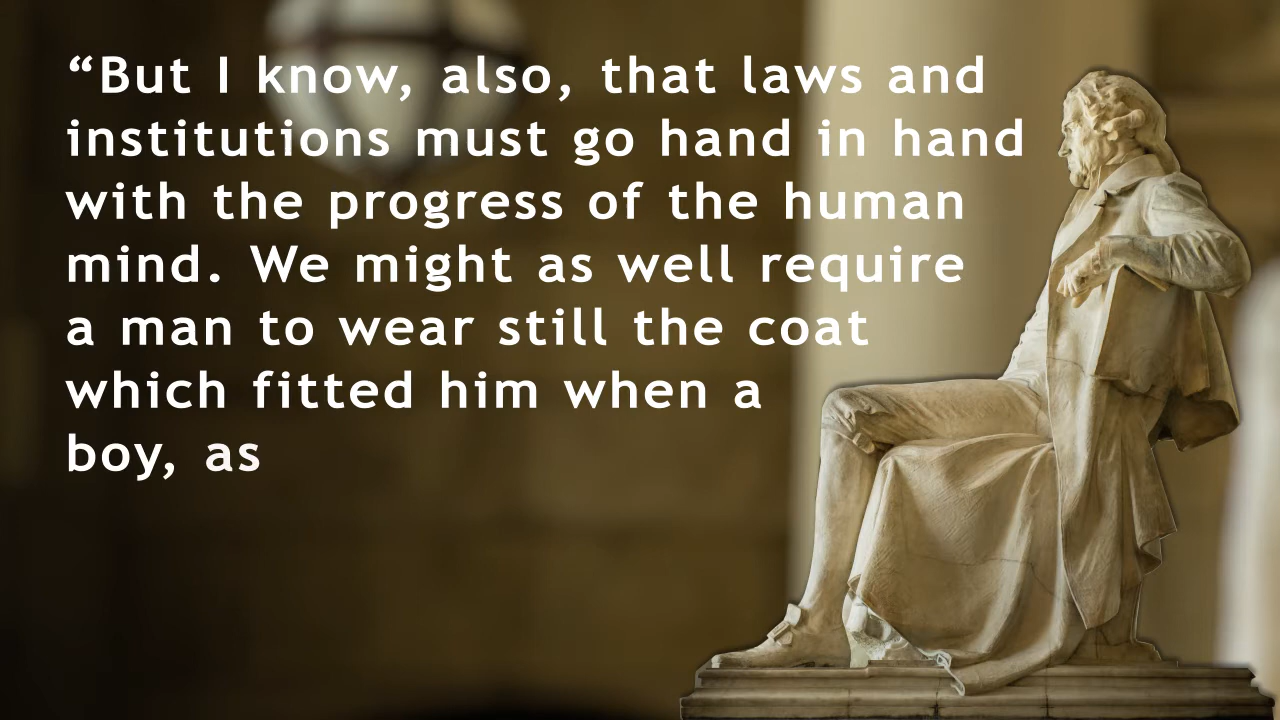 “But I know, also, that laws and
institutions must go hand in hand
with the progress of the human
mind. We might as well require
a man to wear still the coat
which fitted him when a
boy, as